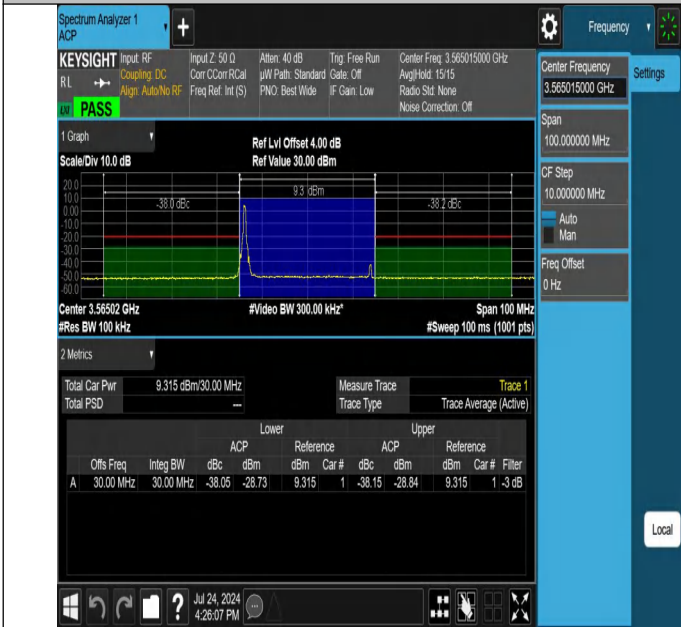 Spectrum Analyzer 1
ACP
+
Frequency
KEYSIGHT Input: RF
RL
Coupling: DC
Align: Auto/No RF
Input Z: 50 Ω
Corr CCorr RCal
Freq Ref: Int (S)
Atten: 40 dB
µW Path: Standard
PNO: Best Wide
Trig: Free Run
Gate: Off
IF Gain: Low
Center Freq: 3.565015000 GHz
Avg|Hold: 15/15
Radio Std: None
Noise Correction: Off
LNI PASS
Center Frequency
3.565015000 GHz
Settings
Span
100.000000 MHz
CF Step
10.000000 MHz
Auto
Man
Freq Offset
0 Hz
1 Graph
Scale/Div 10.0 dB
Ref Lvl Offset 4.00 dB
Ref Value 30.00 dBm
20.0
10.0
0.00
-10.0
-20.0
-30.0
-40.0
-50.0
-60.0
-38.0 dBc
9.3 dBm
-38.2 dBc
Center 3.56502 GHz
#Video BW 300.00 kHz*
Span 100 MHz
#Res BW 100 kHz
#Sweep 100 ms (1001 pts)
2 Metrics
Total Car Pwr 9.315 dBm/30.00 MHz
Total PSD ---
Measure Trace Trace 1
Trace Type Trace Average (Active)
Lower Upper
ACP Reference ACP Reference
Offs Freq Integ BW dBc dBm dBm Car # dBc dBm dBm Car # Filter
A 30.00 MHz 30.00 MHz -38.05 -28.73 9.315 1 -38.15 -28.84 9.315 1 -3 dB
Local
?
Jul 24, 2024
4:26:07 PM